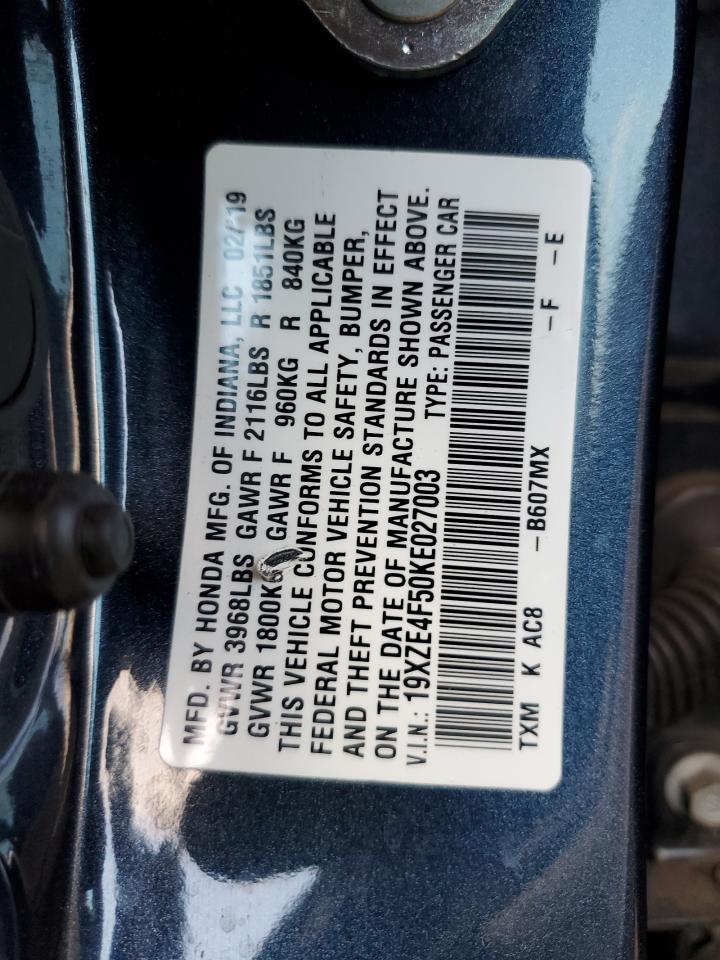 MFD. BY HONDA MFG. OF INDIANA, LLC 02/19
GVWR 3968LBS GAWR F 2116LBS R 1851LBS
GVWR 1800KG GAWR F 960KG R 840KG
THIS VEHICLE CONFORMS TO ALL APPLICABLE
FEDERAL MOTOR VEHICLE SAFETY, BUMPER,
AND THEFT PREVENTION STANDARDS IN EFFECT
ON THE DATE OF MANUFACTURE SHOWN ABOVE.
V.I.N.: 19XZE4F50KE027003 TYPE: PASSENGER CAR
TXM K AC8 – B607MX – F – E